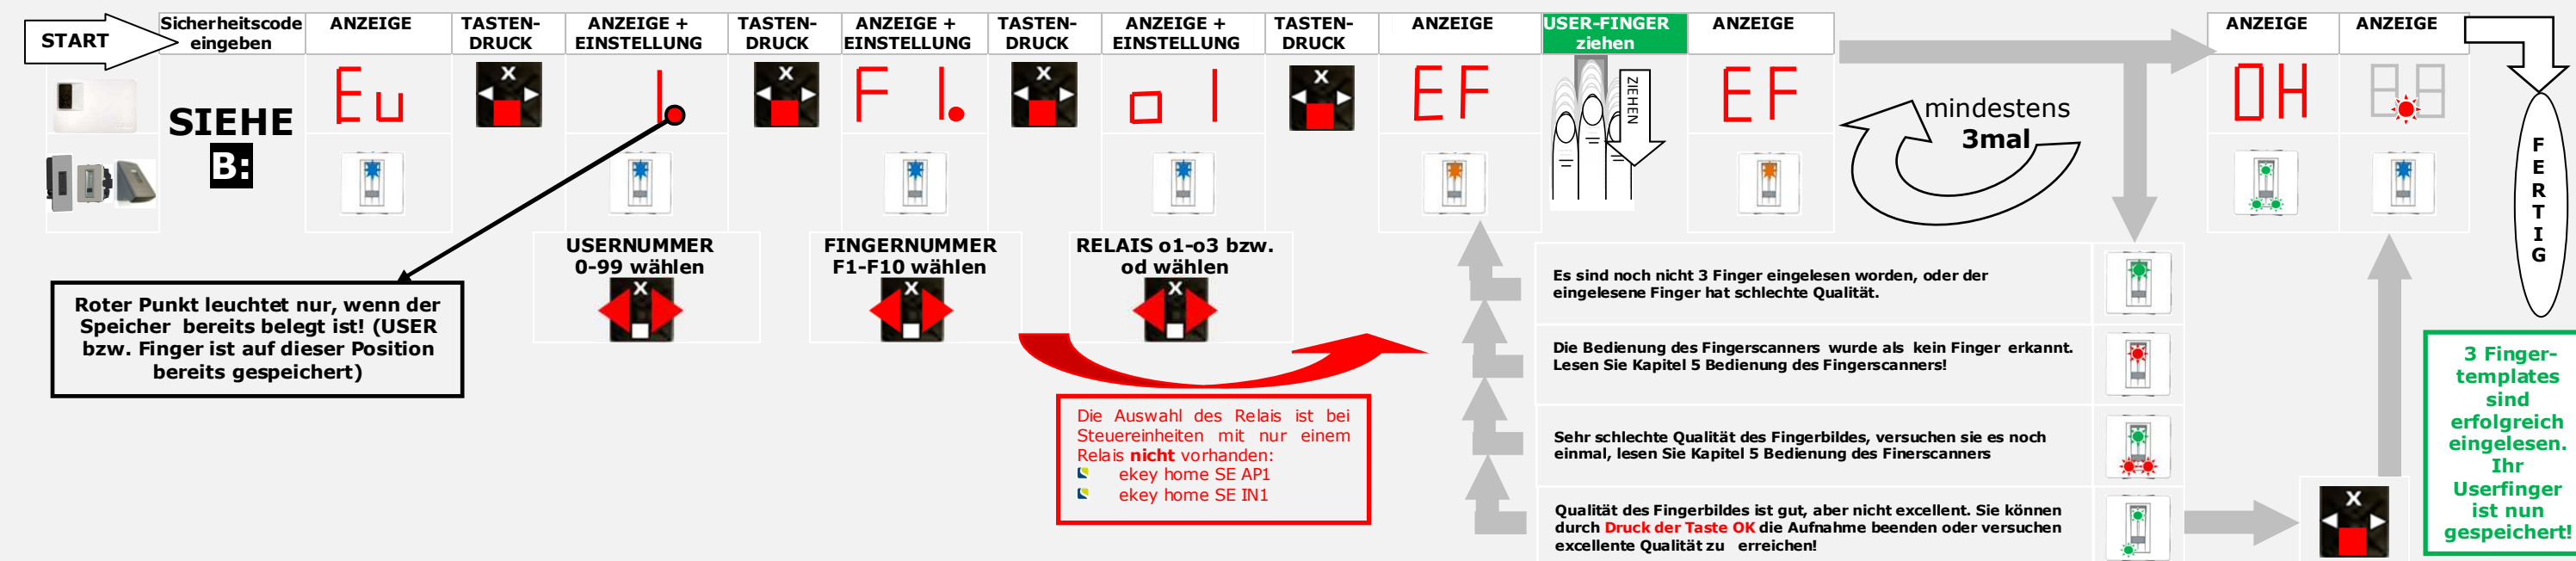 START
Sicherheitscode
eingeben
ANZEIGE
TASTEN-
DRUCK
ANZEIGE +
EINSTELLUNG
TASTEN-
DRUCK
ANZEIGE +
EINSTELLUNG
TASTEN-
DRUCK
ANZEIGE +
EINSTELLUNG
TASTEN-
DRUCK
ANZEIGE
USER-FINGER
ziehen
ANZEIGE
ANZEIGE
ANZEIGE
SIEHE
B:
Eu
X
1.
X
F1.
X
o1
X
EF
ZIEHEN
EF
mindestens
3mal
OH
8.8
FERTIG
USERNUMMER
0-99 wählen
X
FINGERNUMMER
F1-F10 wählen
X
RELAIS o1-o3 bzw.
od wählen
X
Roter Punkt leuchtet nur, wenn der
Speicher bereits belegt ist! (USER
bzw. Finger ist auf dieser Position
bereits gespeichert)
Die Auswahl des Relais ist bei
Steuereinheiten mit nur einem
Relais nicht vorhanden:
ekey home SE AP1
ekey home SE IN1
Es sind noch nicht 3 Finger eingelesen worden, oder der
eingelesene Finger hat schlechte Qualität.
Die Bedienung des Fingerscanners wurde als kein Finger erkannt.
Lesen Sie Kapitel 5 Bedienung des Fingerscanners!
Sehr schlechte Qualität des Fingerbildes, versuchen sie es noch
einmal, lesen Sie Kapitel 5 Bedienung des Finerscanners
Qualität des Fingerbildes ist gut, aber nicht excellent. Sie können
durch Druck der Taste OK die Aufnahme beenden oder versuchen
excellente Qualität zu erreichen!
X
3 Finger-
templates
sind
erfolgreich
eingelesen.
Ihr
Userfinger
ist nun
gespeichert!